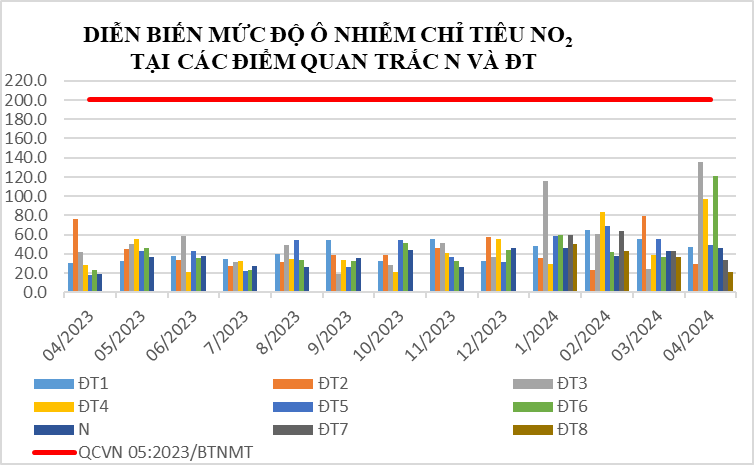 DIỄN BIẾN MỨC ĐỘ Ô NHIỄM CHỈ TIÊU NO₂
TẠI CÁC ĐIỂM QUAN TRẮC N VÀ ĐT
220.0
200.0
180.0
160.0
140.0
120.0
100.0
80.0
60.0
40.0
20.0
0.0
04/2023 05/2023 06/2023 7/2023 8/2023 9/2023 10/2023 11/2023 12/2023 1/2024 02/2024 03/2024 04/2024
ĐT1 ĐT2 ĐT3
ĐT4 ĐT5 ĐT6
N ĐT7 ĐT8
QCVN 05:2023/BTNMT